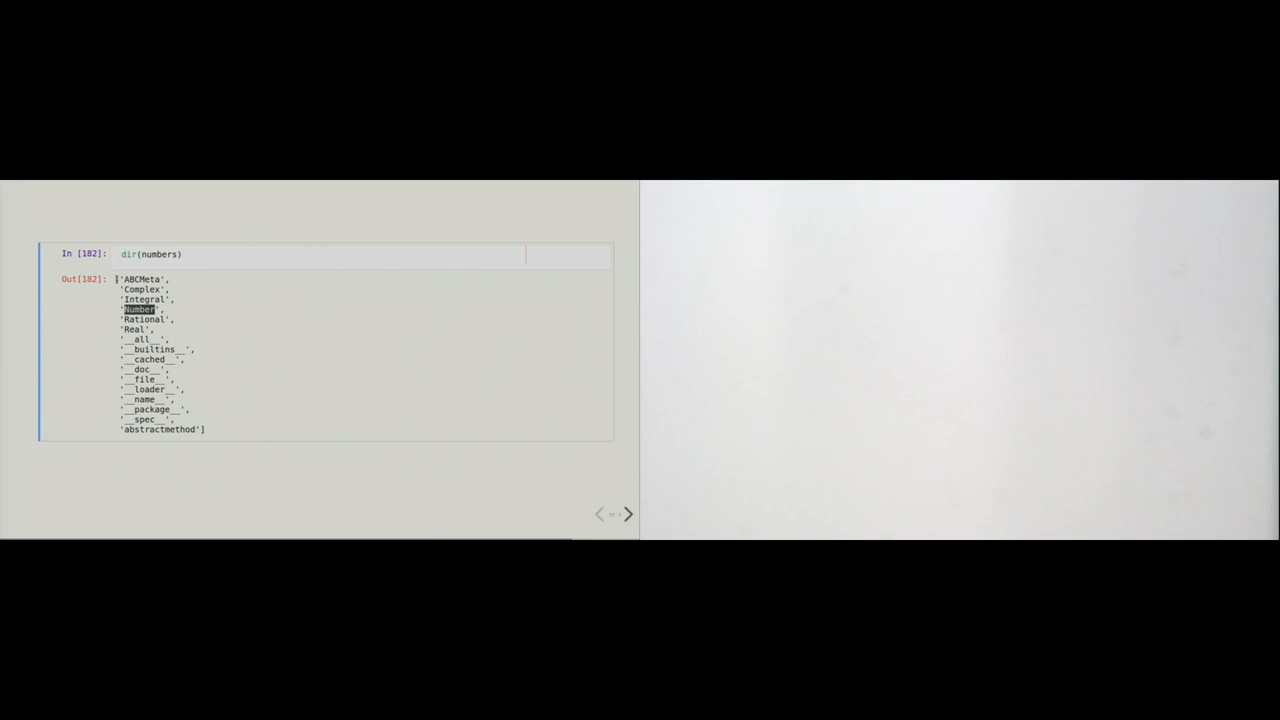 In [182]: dir(numbers)
Out[182]: ['ABCMeta',
'Complex',
'Integral',
'Number',
'Rational',
'Real',
'__all__',
'__builtins__',
'__cached__',
'__doc__',
'__file__',
'__loader__',
'__name__',
'__package__',
'__spec__',
'abstractmethod']